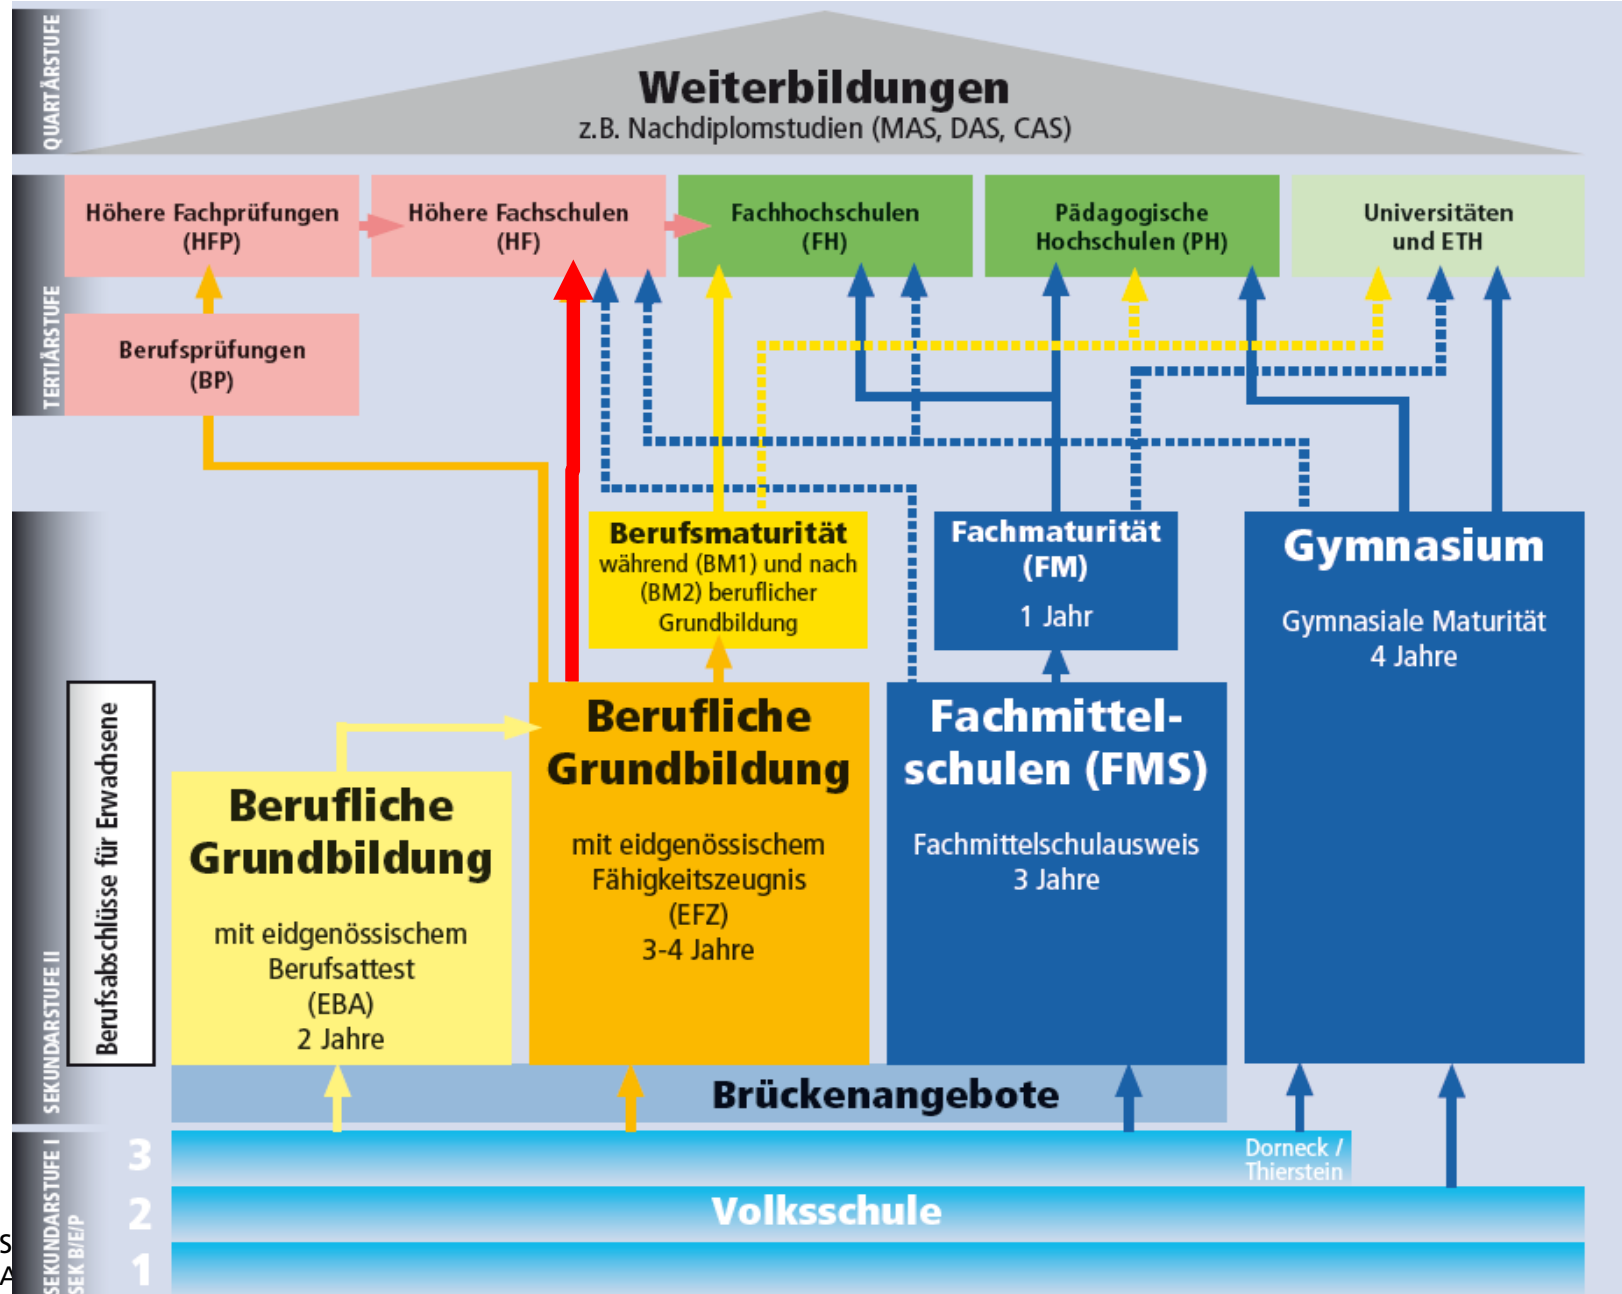 QUARTÄRSTUFE
Weiterbildungen
z.B. Nachdiplomstudien (MAS, DAS, CAS)
TERTIÄRSTUFE
Höhere Fachprüfungen
(HFP)
Höhere Fachschulen
(HF)
Fachhochschulen
(FH)
Pädagogische
Hochschulen (PH)
Universitäten
und ETH
Berufsprüfungen
(BP)
SEKUNDARSTUFE II
Berufsabschlüsse für Erwachsene
Berufsmaturität
während (BM1) und nach
(BM2) beruflicher
Grundbildung
Fachmaturität
(FM)
1 Jahr
Gymnasium
Gymnasiale Maturität
4 Jahre
Berufliche
Grundbildung
mit eidgenössischem
Berufsattest
(EBA)
2 Jahre
Berufliche
Grundbildung
mit eidgenössischem
Fähigkeitszeugnis
(EFZ)
3-4 Jahre
Fachmittel-
schulen (FMS)
Fachmittelschulausweis
3 Jahre
Brückenangebote
SEKUNDARSTUFE I
SEK B/E/P
3
Dorneck /
Thierstein
2
Volksschule
1
S
A